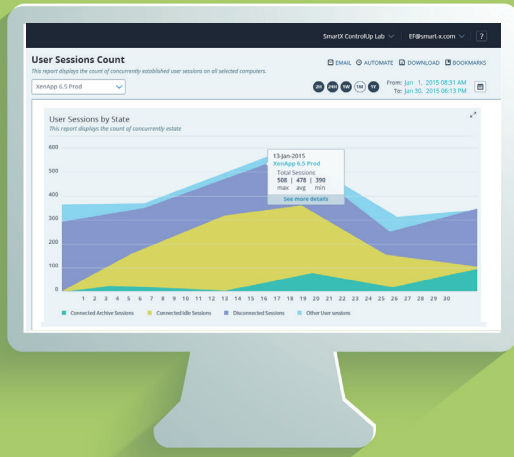 SmartX ControlUp Lab EF@smart-x.com ?
User Sessions Count
EMAIL AUTOMATE DOWNLOAD BOOKMARKS
This report displays the count of concurrently established user sessions on all selected computers.
XenApp 6.5 Prod
24H 1W 1M 1Y
From: Jan 1, 2015 08:31 AM
To: Jan 30, 2015 06:13 PM
User Sessions by State
This report displays the count of concurrently estate
600
500
400
300
200
100
0
13-Jan-2015
XenApp 6.5 Prod
Total Sessions
508 | 478 | 390
max avg min
See more details
1 2 3 4 5 6 7 8 9 10 11 12 13 14 15 16 17 18 19 20 21 22 23 24 25 26 27 28 29 30
Connected Archive Sessions Connected Idle Sessions Disconnected Sessions Other User sessions